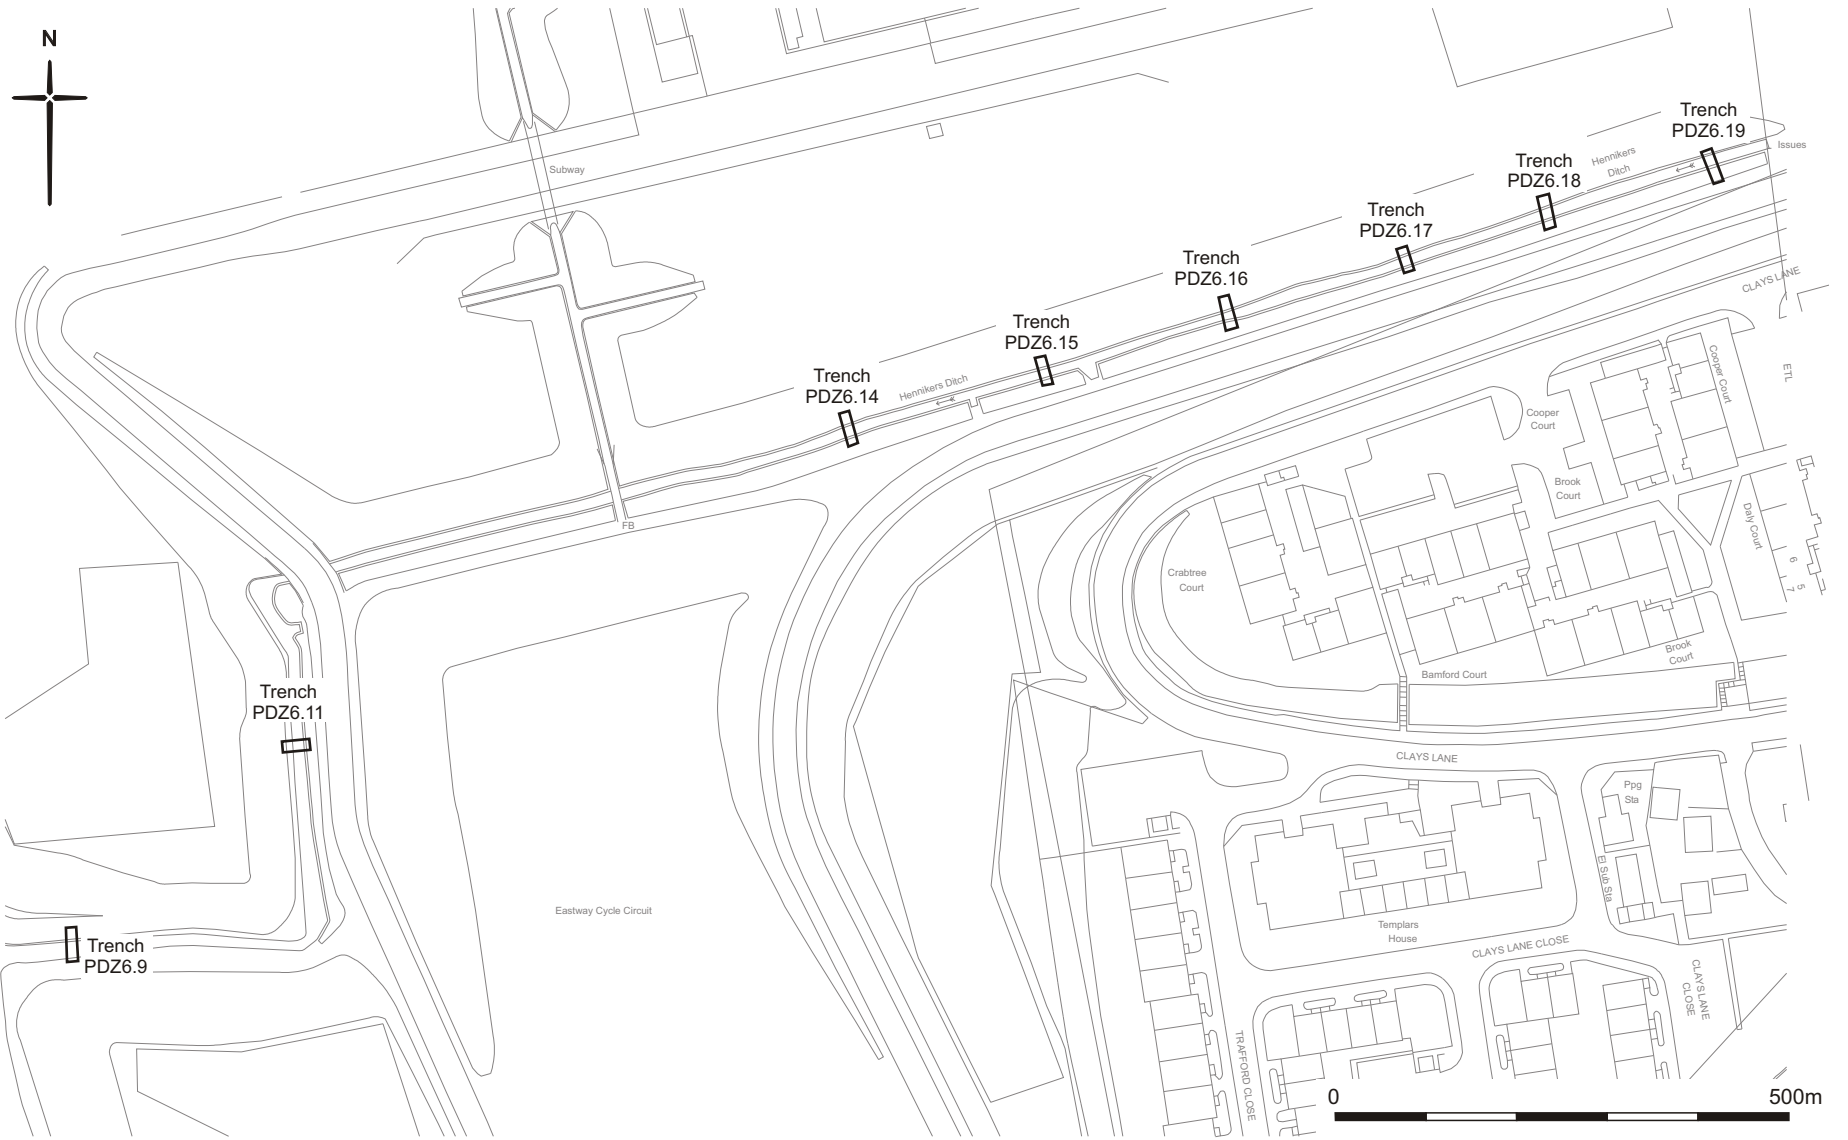 N
Trench
PDZ6.19
Issues
Hennikers
Ditch
Trench
PDZ6.18
Subway
Trench
PDZ6.17
Trench
PDZ6.16
CLAYS LANE
Trench
PDZ6.15
Cooper Court
ETL
Trench
PDZ6.14
Hennikers Ditch
Cooper
Court
Brook
Court
Daly Court
FB
6
5
7
Crabtree
Court
Brook
Court
Bamford Court
Trench
PDZ6.11
CLAYS LANE
Ppg
Sta
El Sub Sta
Eastway Cycle Circuit
Templars
House
CLAYS LANE CLOSE
Trench
PDZ6.9
CLAYS LANE
CLOSE
TRAFFORD CLOSE
0
500m